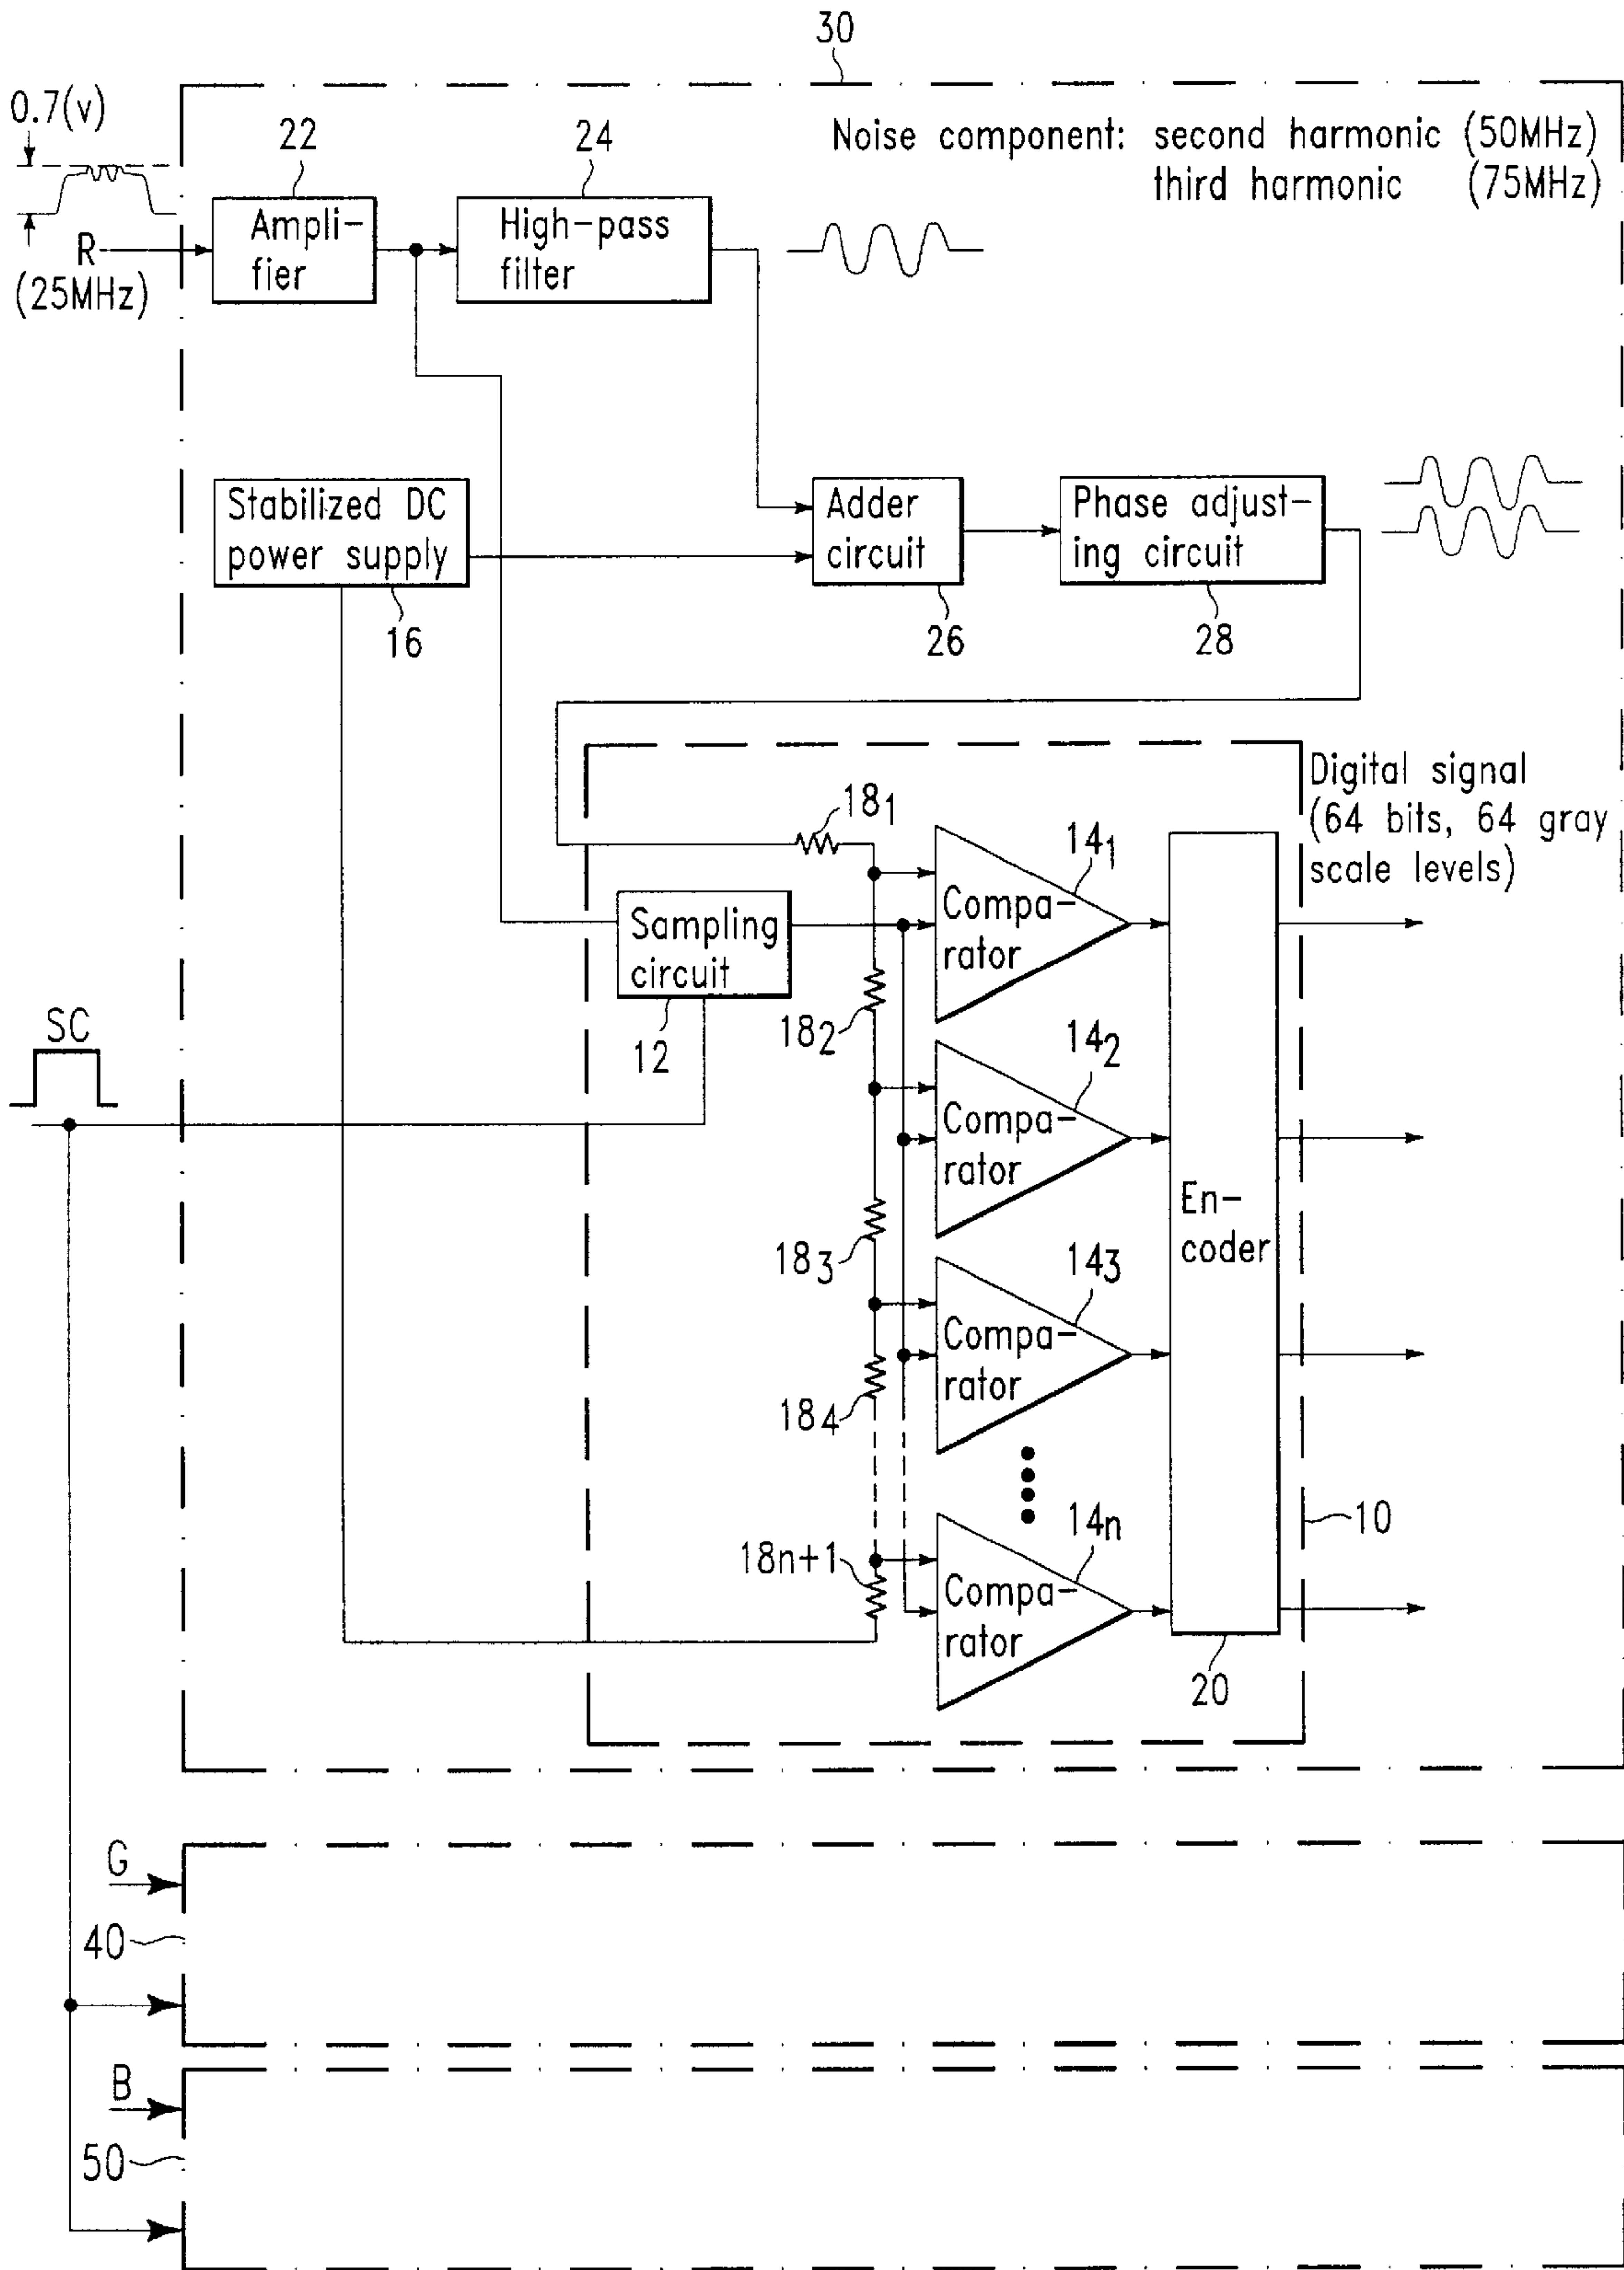 30
0.7(v)
22
24
Noise component: second harmonic (50MHz)
third harmonic (75MHz)
Ampli-
fier
High-pass
filter
R
(25MHz)
Stabilized DC
power supply
Adder
circuit
Phase adjust-
ing circuit
16
26
28
Digital signal
(64 bits, 64 gray
scale levels)
181
141
Compa-
rator
Sampling
circuit
12
182
SC
142
Compa-
rator
En-
coder
183
143
Compa-
rator
184
14n
10
18n+1
Compa-
rator
20
G
40
B
50